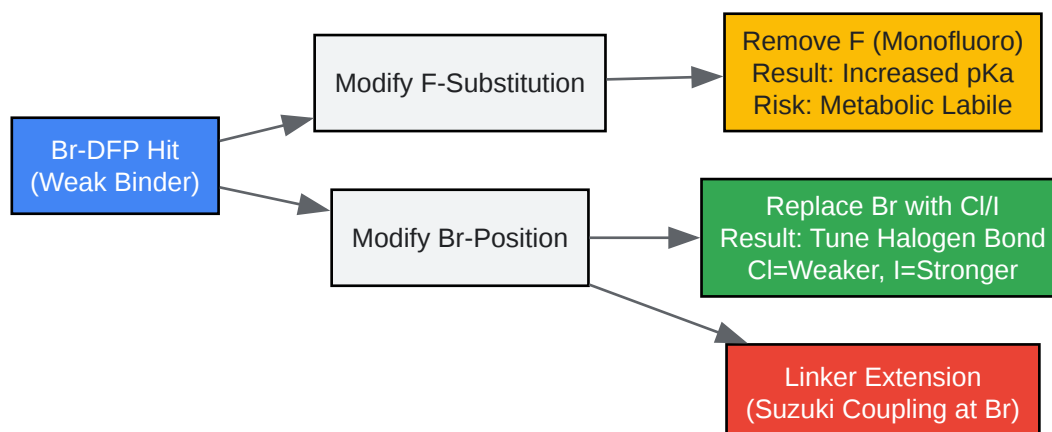 Br-DFP Hit
(Weak Binder)
Modify F-Substitution
Modify Br-Position
Remove F (Monofluoro)
Result: Increased pKa
Risk: Metabolic Labile
Replace Br with Cl/I
Result: Tune Halogen Bond
Cl=Weaker, I=Stronger
Linker Extension
(Suzuki Coupling at Br)